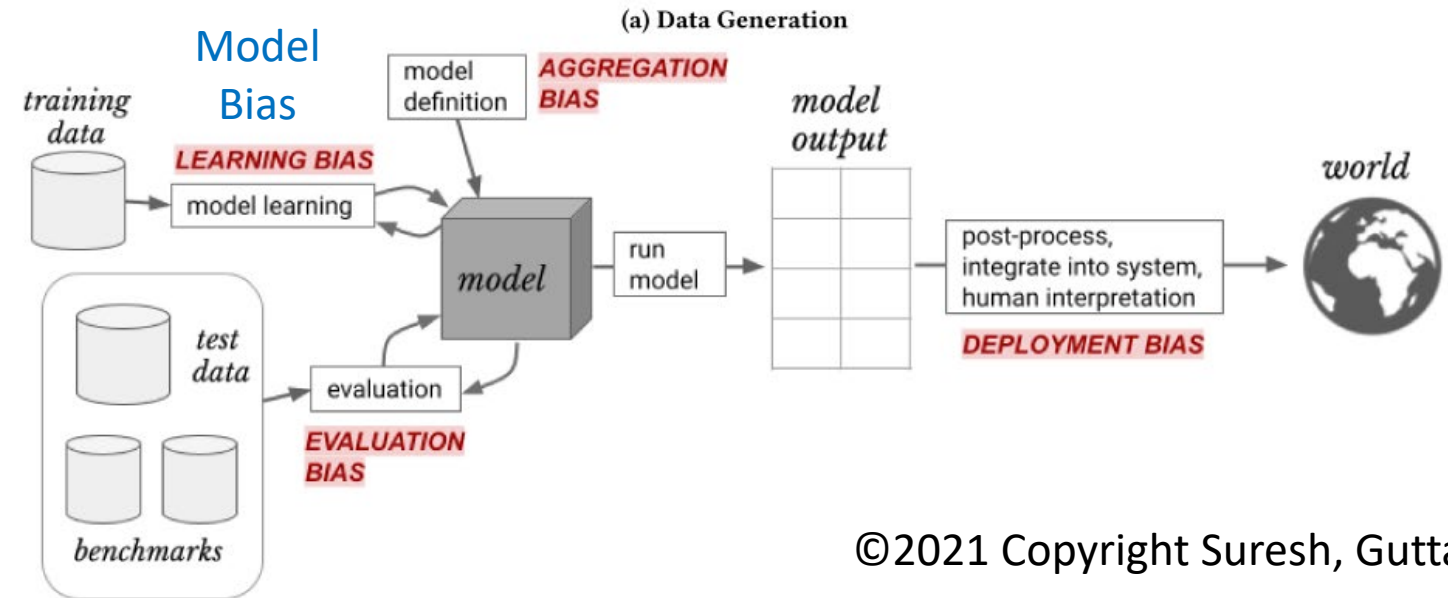 (a) Data Generation
Model
Bias
training
data
LEARNING BIAS
model learning
model
definition
AGGREGATION
BIAS
model
test
data
benchmarks
evaluation
EVALUATION
BIAS
run
model
model
output
post-process,
integrate into system,
human interpretation
DEPLOYMENT BIAS
world
©2021 Copyright Suresh, Gutta